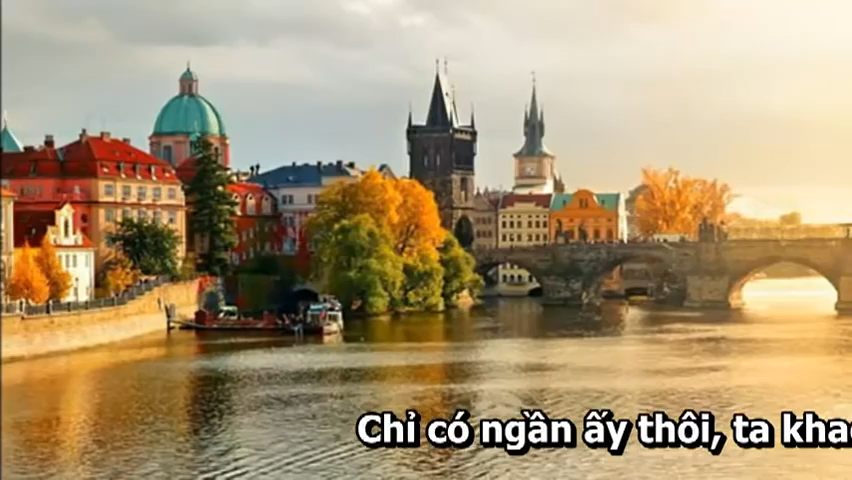 Chỉ có ngần ấy thôi, ta